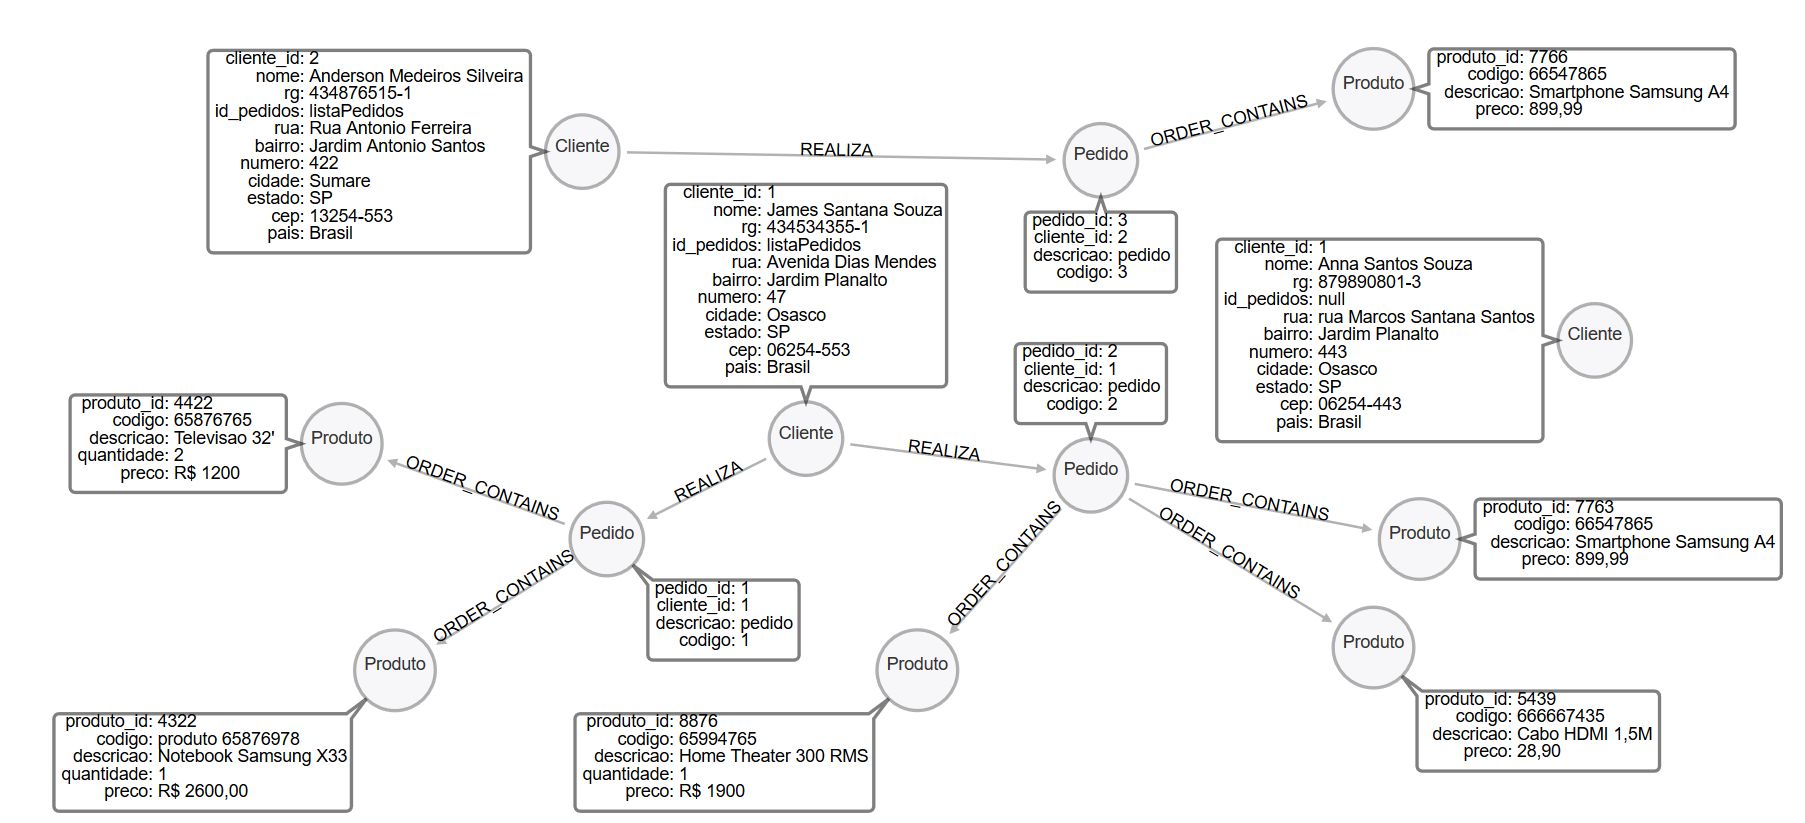 cliente_id: 2
nome: Anderson Medeiros Silveira
rg: 434876515-1
id_pedidos: listaPedidos
rua: Rua Antonio Ferreira
bairro: Jardim Antonio Santos
numero: 422
cidade: Sumare
estado: SP
cep: 13254-553
pais: Brasil
Cliente
REALIZA
Pedido
pedido_id: 3
cliente_id: 2
descricao: pedido
codigo: 3
ORDER_CONTAINS
Produto
produto_id: 7766
codigo: 66547865
descricao: Smartphone Samsung A4
preco: 899,99
cliente_id: 1
nome: James Santana Souza
rg: 434534355-1
id_pedidos: listaPedidos
rua: Avenida Dias Mendes
bairro: Jardim Planalto
numero: 47
cidade: Osasco
estado: SP
cep: 06254-553
pais: Brasil
Cliente
cliente_id: 1
nome: Anna Santos Souza
rg: 879890801-3
id_pedidos: null
rua: rua Marcos Santana Santos
bairro: Jardim Planalto
numero: 443
cidade: Osasco
estado: SP
cep: 06254-443
pais: Brasil
Cliente
REALIZA
pedido_id: 2
cliente_id: 1
descricao: pedido
codigo: 2
Pedido
REALIZA
Pedido
pedido_id: 1
cliente_id: 1
descricao: pedido
codigo: 1
ORDER_CONTAINS
Produto
produto_id: 4422
codigo: 65876765
descricao: Televisao 32'
quantidade: 2
preco: R$ 1200
ORDER_CONTAINS
Produto
produto_id: 4322
codigo: produto 65876978
descricao: Notebook Samsung X33
quantidade: 1
preco: R$ 2600,00
ORDER_CONTAINS
Produto
produto_id: 8876
codigo: 65994765
descricao: Home Theater 300 RMS
quantidade: 1
preco: R$ 1900
ORDER_CONTAINS
Produto
produto_id: 7763
codigo: 66547865
descricao: Smartphone Samsung A4
preco: 899,99
ORDER_CONTAINS
Produto
produto_id: 5439
codigo: 666667435
descricao: Cabo HDMI 1,5M
preco: 28,90